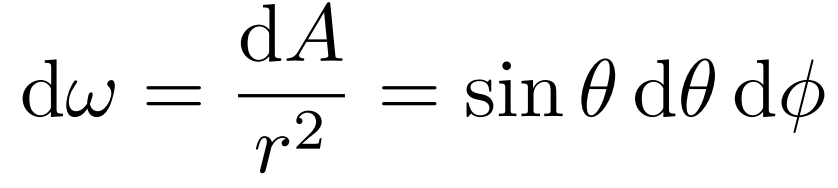 dω = dA / r² = sin θ dθ dϕ